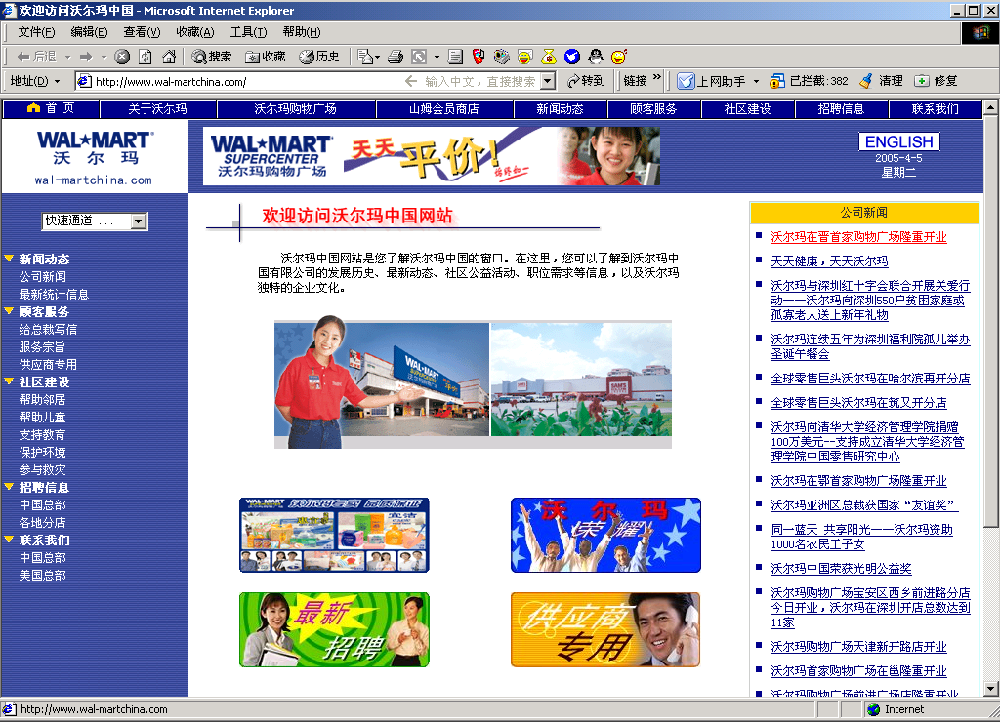 欢迎访问沃尔玛中国 - Microsoft Internet Explorer
文件(F) 编辑(E) 查看(V) 收藏(A) 工具(T) 帮助(H)
后退 搜索 收藏 历史
地址(D) http://www.wal-martchina.com/ 输入中文，直接搜索 转到 链接 » 上网助手 已拦截:382 清理 修复
首 页 关于沃尔玛 沃尔玛购物广场 山姆会员商店 新闻动态 顾客服务 社区建设 招聘信息 联系我们
WAL★MART
沃 尔 玛
wal-martchina.com
WAL★MART
SUPERCENTER
沃尔玛购物广场
天天平价!
始终如一
ENGLISH
2005-4-5
星期二
快速通道 ...
新闻动态
公司新闻
最新统计信息
顾客服务
给总裁写信
服务宗旨
供应商专用
社区建设
帮助邻居
帮助儿童
支持教育
保护环境
参与救灾
招聘信息
中国总部
各地分店
联系我们
中国总部
美国总部
欢迎访问沃尔玛中国网站
沃尔玛中国网站是您了解沃尔玛中国的窗口。在这里，您可以了解到沃尔玛中
国有限公司的发展历史、最新动态、社区公益活动、职位需求等信息，以及沃尔玛
独特的企业文化。
WAL★MART
SUPERCENTER
SAM'S
沃 尔 玛
荣耀
最新
招聘
供应商
专用
公司新闻
沃尔玛在晋首家购物广场隆重开业
天天健康，天天沃尔玛
沃尔玛与深圳红十字会联合开展关爱行
动——沃尔玛向深圳550户贫困家庭或
孤寡老人送上新年礼物
沃尔玛连续五年为深圳福利院孤儿举办
圣诞午餐会
全球零售巨头沃尔玛在哈尔滨再开分店
全球零售巨头沃尔玛在筑又开分店
沃尔玛向清华大学经济管理学院捐赠
100万美元--支持成立清华大学经济管
理学院中国零售研究中心
沃尔玛在鄂首家购物广场隆重开业
沃尔玛亚洲区总裁获国家“友谊奖”
同一蓝天 共享阳光——沃尔玛资助
1000名农民工子女
沃尔玛中国荣获光明公益奖
沃尔玛购物广场宝安区西乡前进路分店
今日开业，沃尔玛在深圳开店总数达到
11家
沃尔玛购物广场天津新开路店开业
沃尔玛首家购物广场在邕隆重开业
沃尔玛购物广场前进广场店隆重开业
http://www.wal-martchina.com Internet